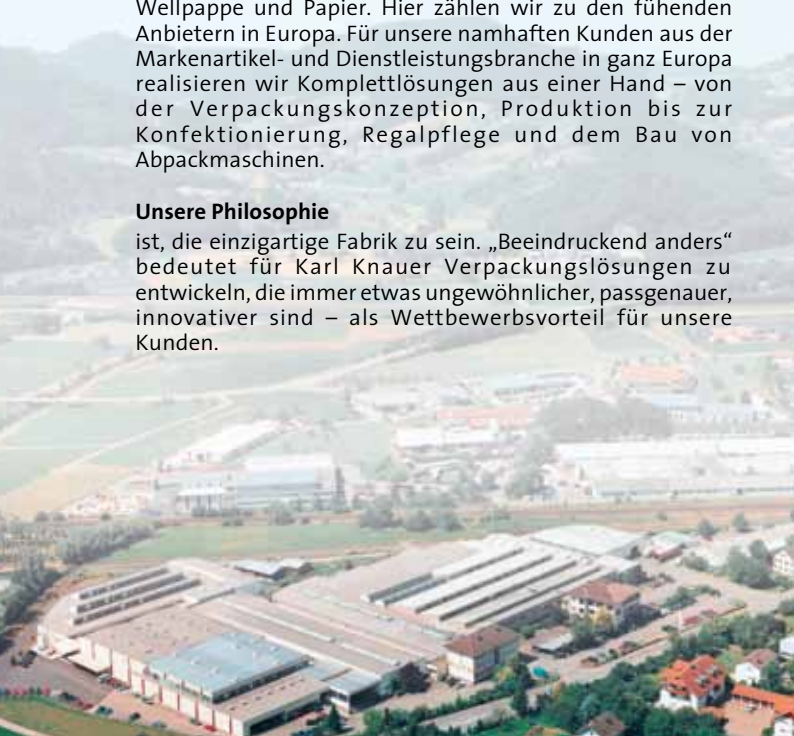 Wellpappe und Papier. Hier zählen wir zu den fühenden
Anbietern in Europa. Für unsere namhaften Kunden aus der
Markenartikel- und Dienstleistungsbranche in ganz Europa
realisieren wir Komplettlösungen aus einer Hand – von
der Verpackungskonzeption, Produktion bis zur
Konfektionierung, Regalpflege und dem Bau von
Abpackmaschinen.
Unsere Philosophie
ist, die einzigartige Fabrik zu sein. „Beeindruckend anders“
bedeutet für Karl Knauer Verpackungslösungen zu
entwickeln, die immer etwas ungewöhnlicher, passgenauer,
innovativer sind – als Wettbewerbsvorteil für unsere
Kunden.